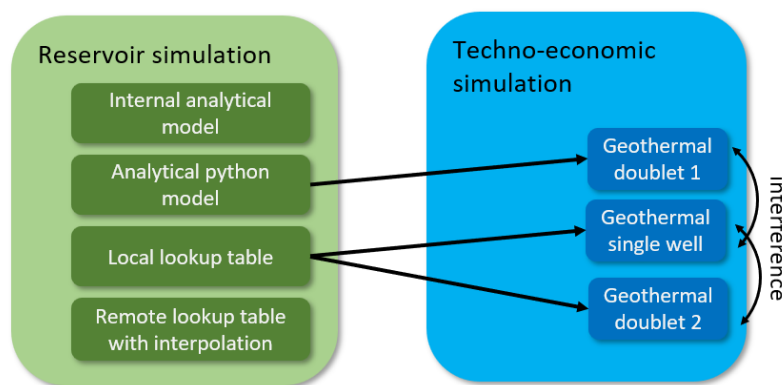 Reservoir simulation
Internal analytical
model
Analytical python
model
Local lookup table
Remote lookup table
with interpolation
Techno-economic
simulation
Geothermal
doublet 1
Geothermal
single well
Geothermal
doublet 2
interference